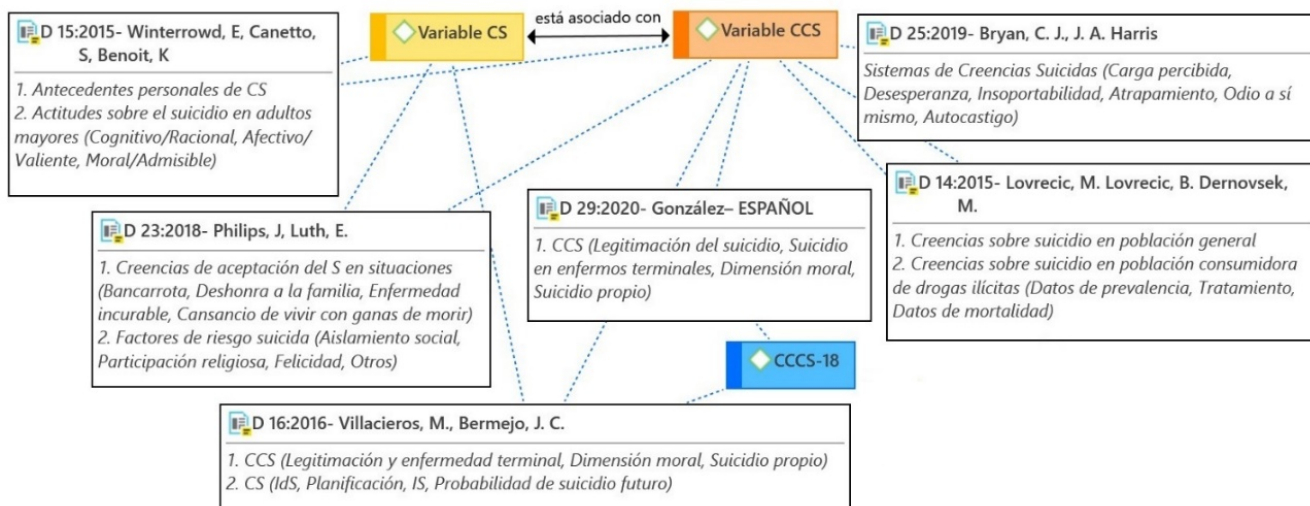 D 15:2015- Winterrowd, E, Canetto,
S, Benoit, K
1. Antecedentes personales de CS
2. Actitudes sobre el suicidio en adultos
mayores (Cognitivo/Racional, Afectivo/
Valiente, Moral/Admisible)
Variable CS
está asociado con
Variable CCS
D 25:2019- Bryan, C. J., J. A. Harris
Sistemas de Creencias Suicidas (Carga percibida,
Desesperanza, Insoportabilidad, Atrapamiento, Odio a sí
mismo, Autocastigo)
D 23:2018- Philips, J, Luth, E.
1. Creencias de aceptación del S en situaciones
(Bancarrota, Deshonra a la familia, Enfermedad
incurable, Cansancio de vivir con ganas de morir)
2. Factores de riesgo suicida (Aislamiento social,
Participación religiosa, Felicidad, Otros)
D 29:2020- González– ESPAÑOL
1. CCS (Legitimación del suicidio, Suicidio
en enfermos terminales, Dimensión moral,
Suicidio propio)
D 14:2015- Lovrecic, M. Lovrecic, B. Dernovsek,
M.
1. Creencias sobre suicidio en población general
2. Creencias sobre suicidio en población consumidora
de drogas ilícitas (Datos de prevalencia, Tratamiento,
Datos de mortalidad)
CCCS-18
D 16:2016- Villacieros, M., Bermejo, J. C.
1. CCS (Legitimación y enfermedad terminal, Dimensión moral, Suicidio propio)
2. CS (IdS, Planificación, IS, Probabilidad de suicidio futuro)